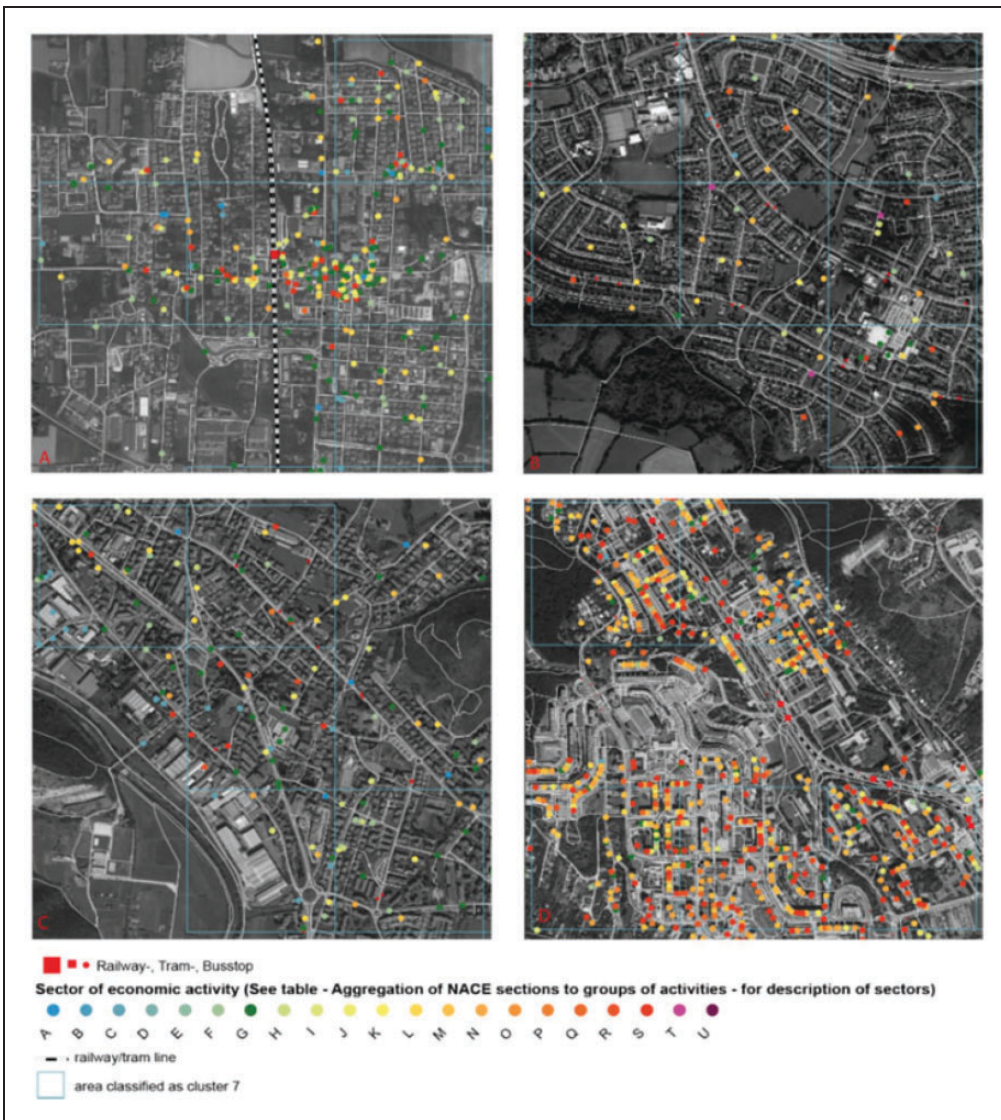 A
B
C
D
Railway-, Tram-, Busstop
Sector of economic activity (See table - Aggregation of NACE sections to groups of activities - for description of sectors)
A B C D E F G H I J K L M N O P Q R S T U
railway/tram line
area classified as cluster 7